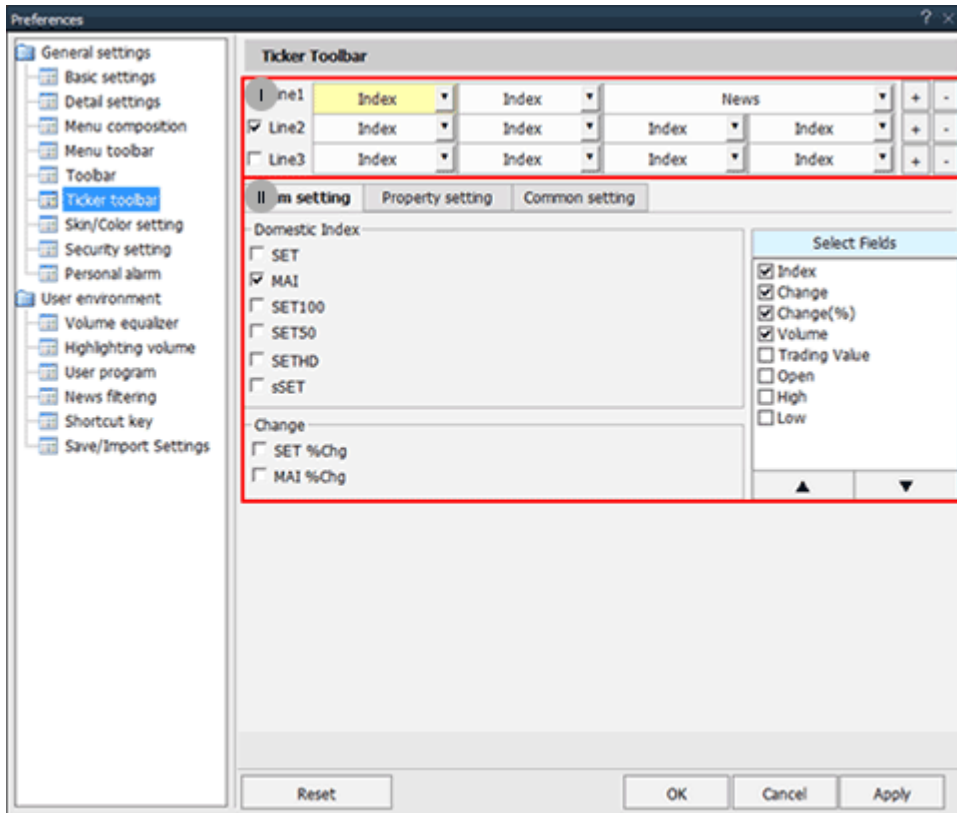 Preferences
?
General settings
Basic settings
Detail settings
Menu composition
Menu toolbar
Toolbar
Ticker toolbar
Skin/Color setting
Security setting
Personal alarm
User environment
Volume equalizer
Highlighting volume
User program
News filtering
Shortcut key
Save/Import Settings
Ticker Toolbar
I ne1 Index Index News + -
Line2 Index Index Index Index + -
Line3 Index Index Index Index + -
II m setting Property setting Common setting
Domestic Index
SET
MAI
SET100
SET50
SETHD
sSET
Change
SET %Chg
MAI %Chg
Select Fields
Index
Change
Change(%)
Volume
Trading Value
Open
High
Low
Reset OK Cancel Apply